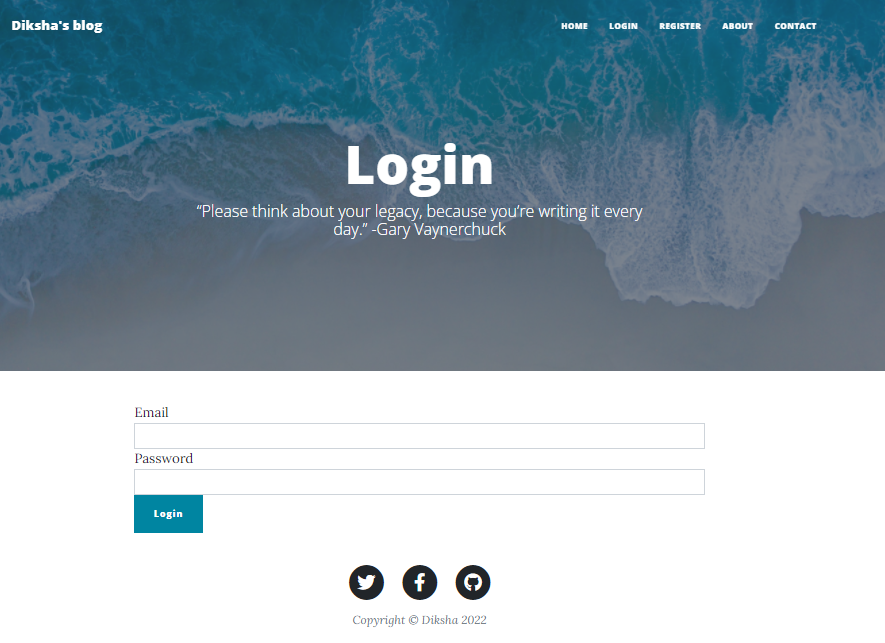 Diksha's blog
HOME LOGIN REGISTER ABOUT CONTACT
Login
“Please think about your legacy, because you’re writing it every
day.” -Gary Vaynerchuck
Email
Password
Login
Copyright © Diksha 2022